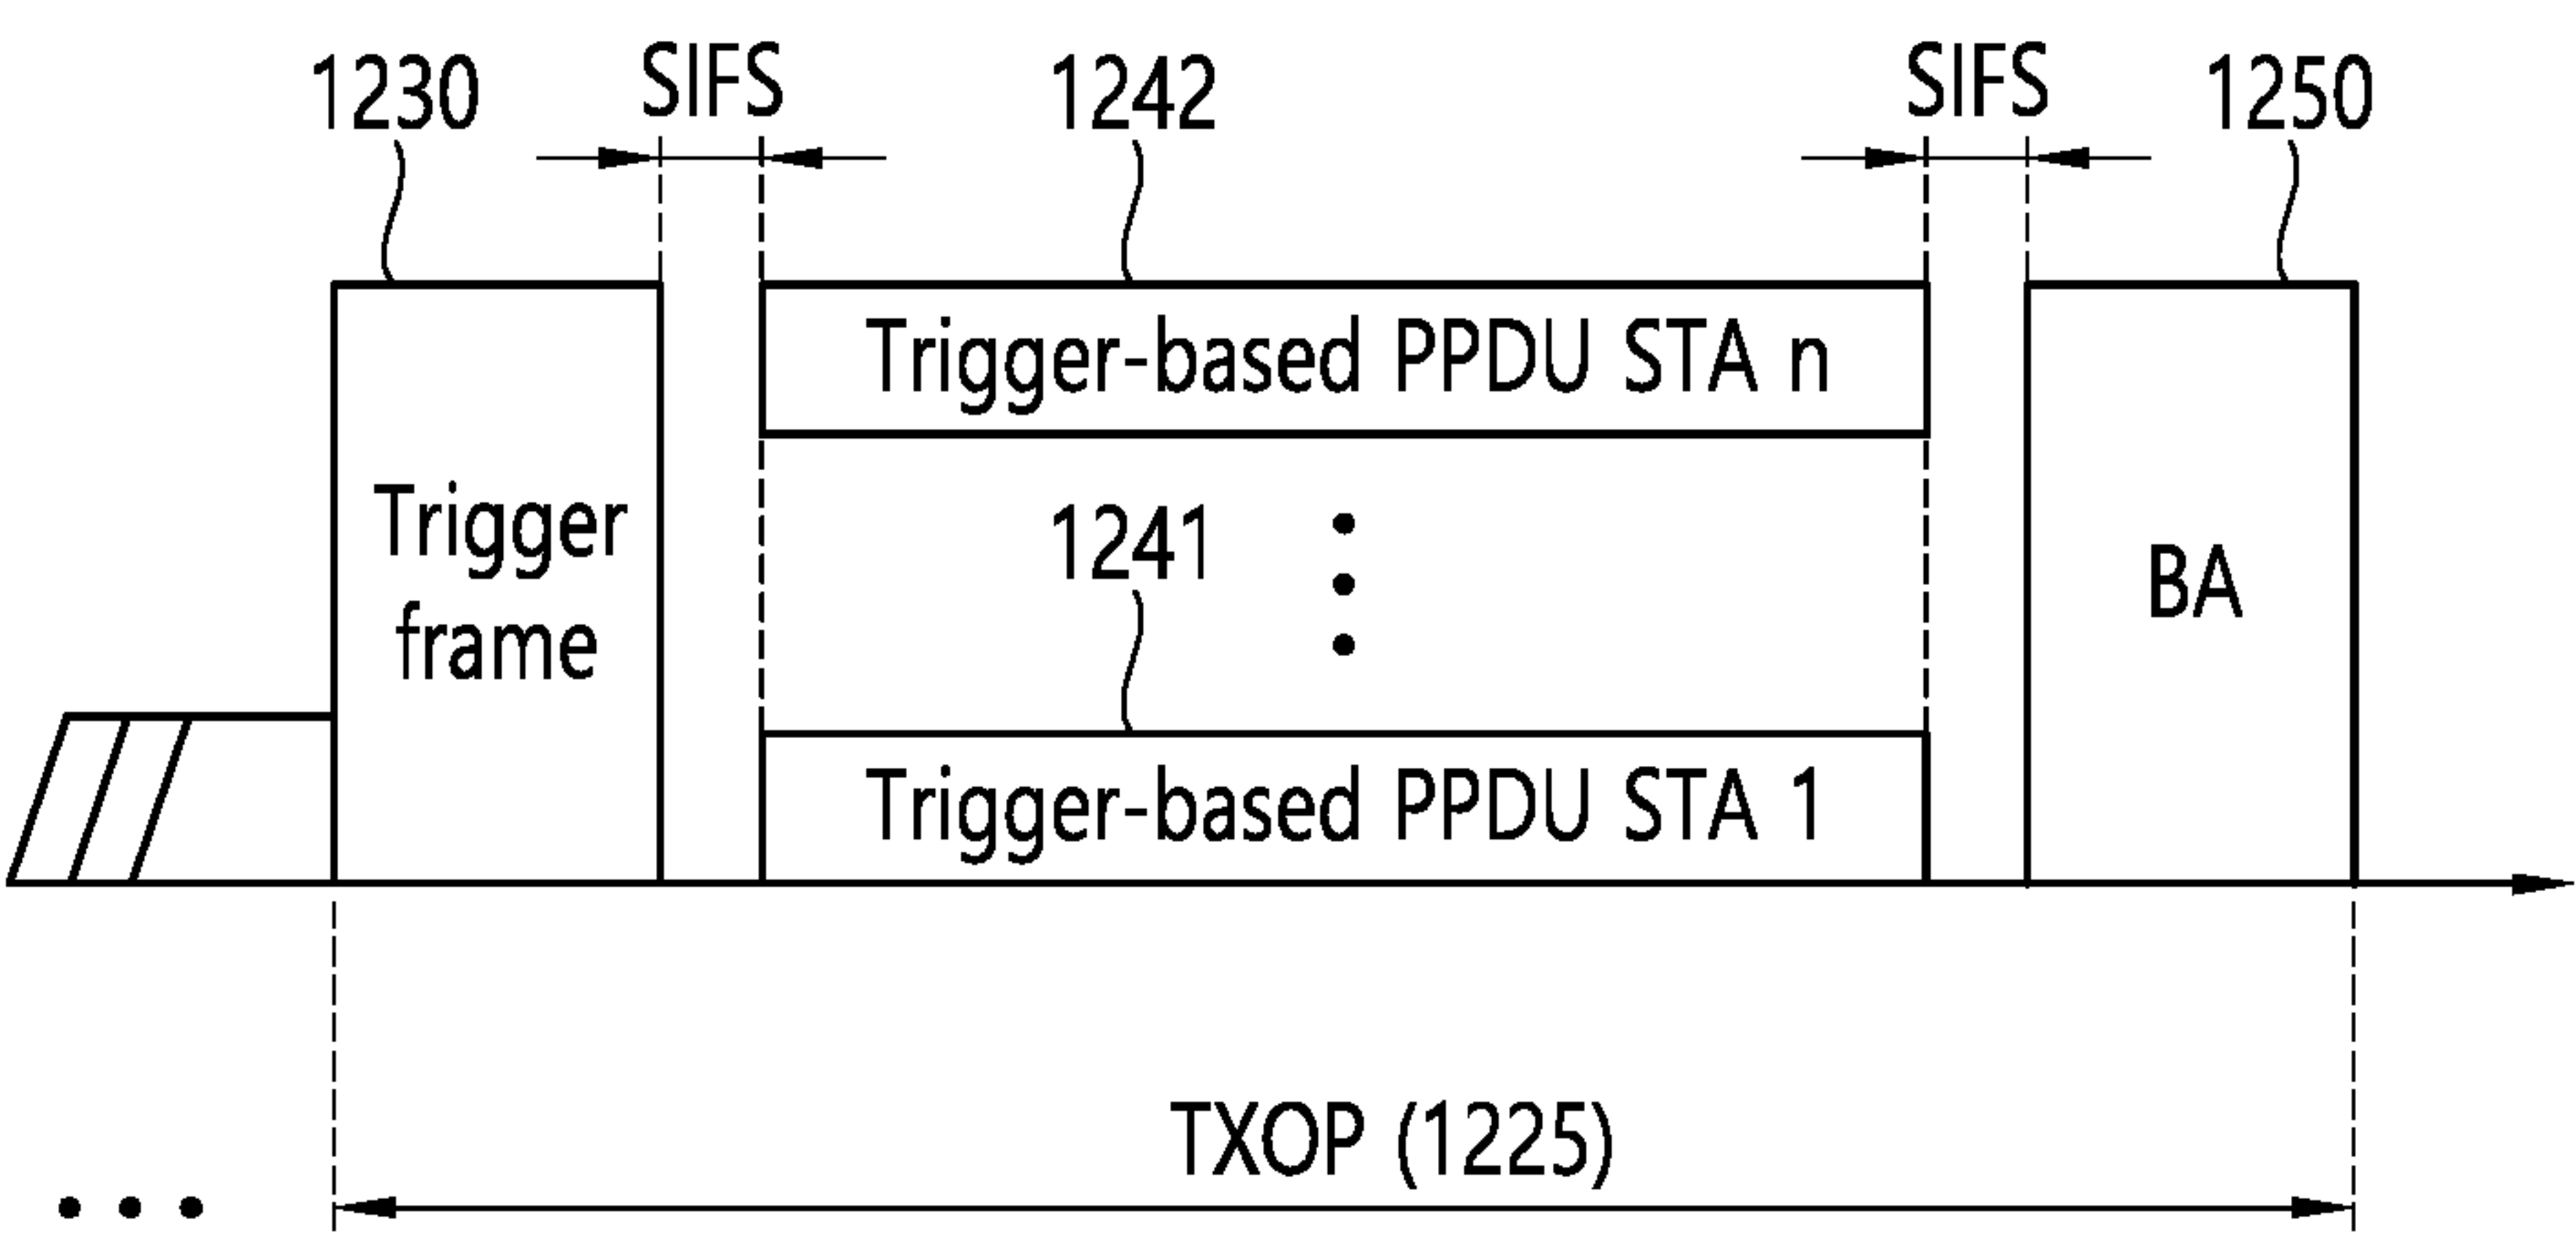 1230
SIFS
1242
SIFS
1250
Trigger-based PPDU STA n
Trigger
frame
1241
BA
Trigger-based PPDU STA 1
TXOP (1225)